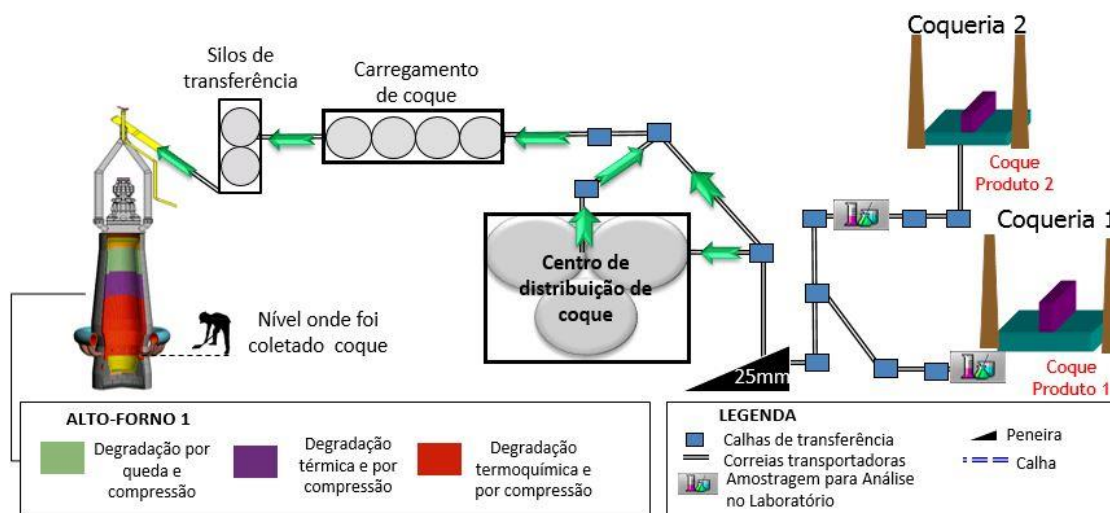 Coqueria 2
Silos de
transferência
Carregamento
de coque
Coque
Produto 2
Coqueria 1
Centro de
distribuição de
coque
Nível onde foi
coletado coque
25mm
Coque
Produto 1
ALTO-FORNO 1
Degradação por
queda e
compressão
Degradação
térmica e por
compressão
Degradação
termoquímica e
por compressão
LEGENDA
Calhas de transferência
Correias transportadoras
Amostragem para Análise
no Laboratório
Peneira
Calha